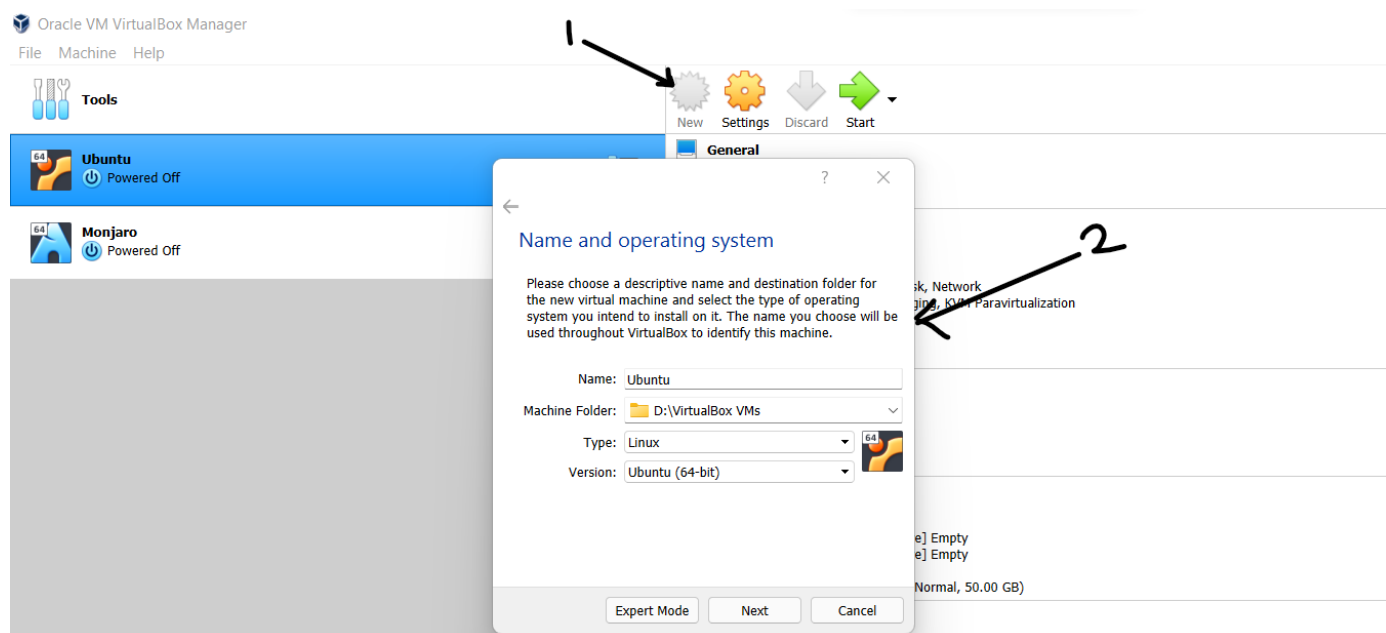 Oracle VM VirtualBox Manager
File Machine Help
1
Tools
New Settings Discard Start
64
Ubuntu
Powered Off
General
?
64
Monjaro
Powered Off
Name and operating system
2
Please choose a descriptive name and destination folder for
the new virtual machine and select the type of operating
system you intend to install on it. The name you choose will be
used throughout VirtualBox to identify this machine.
sk, Network
ging, KVM Paravirtualization
Name: Ubuntu
Machine Folder: D:\VirtualBox VMs
Type: Linux
64
Version: Ubuntu (64-bit)
e] Empty
e] Empty
Normal, 50.00 GB)
Expert Mode Next Cancel